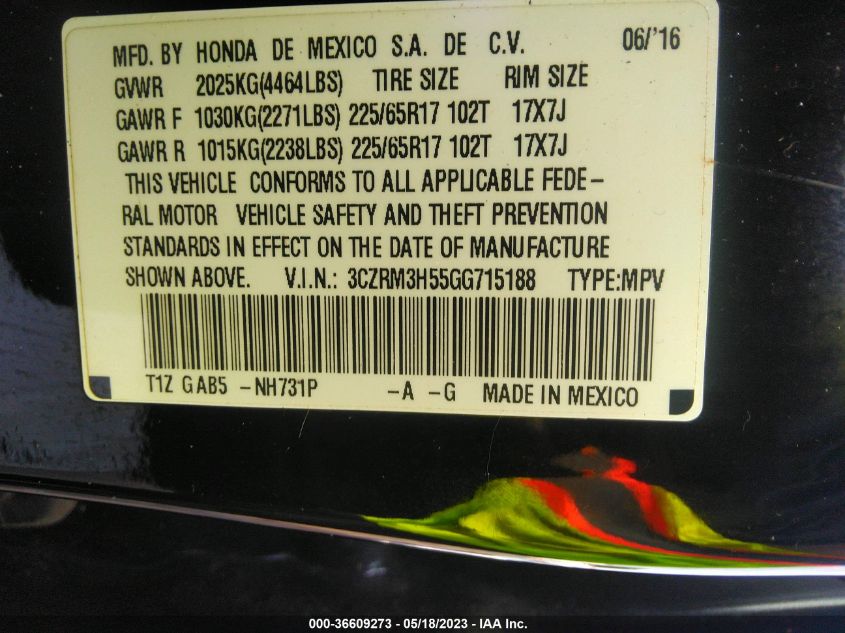 MFD. BY HONDA DE MEXICO S.A. DE C.V. 06/'16
GVWR 2025KG(4464LBS) TIRE SIZE RIM SIZE
GAWR F 1030KG(2271LBS) 225/65R17 102T 17X7J
GAWR R 1015KG(2238LBS) 225/65R17 102T 17X7J
THIS VEHICLE CONFORMS TO ALL APPLICABLE FEDE-
RAL MOTOR VEHICLE SAFETY AND THEFT PREVENTION
STANDARDS IN EFFECT ON THE DATE OF MANUFACTURE
SHOWN ABOVE. V.I.N.: 3CZRM3H55GG715188 TYPE:MPV
T1Z GAB5 -NH731P -A -G MADE IN MEXICO
000-36609273 - 05/18/2023 - IAA Inc.